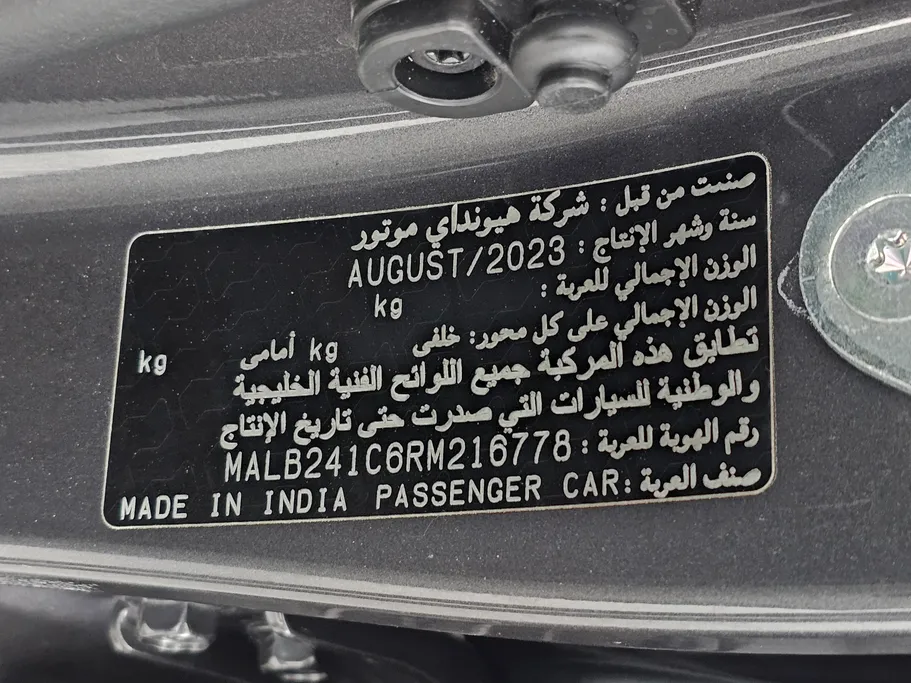 صنعت من قبل : شركة هيونداي موتور
سنة وشهر الإنتاج : AUGUST/2023
الوزن الإجمالي للعربة : kg
الوزن الإجمالي على كل محور: خلفى kg أمامى kg
تطابق هذه المركبة جميع اللوائح الفنية الخليجية
والوطنية للسيارات التي صدرت حتى تاريخ الإنتاج
رقم الهوية للعربة : MALB241C6RM216778
صنف العربة : PASSENGER CAR MADE IN INDIA